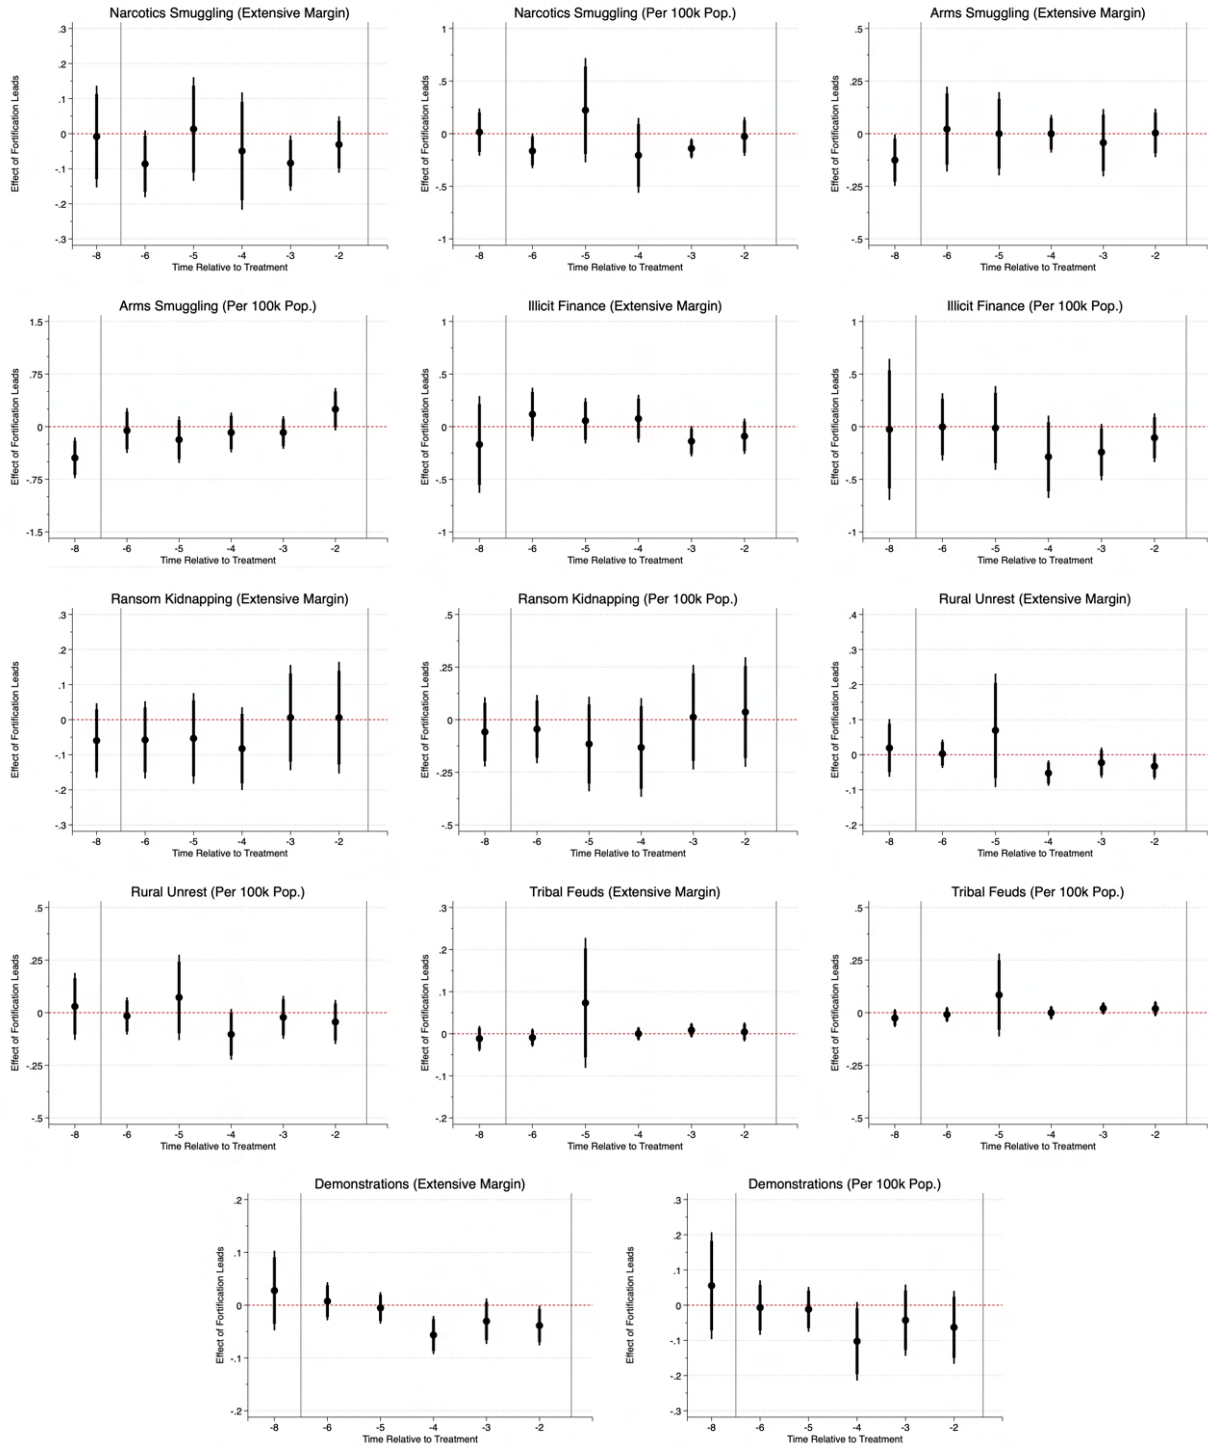 Narcotics Smuggling (Extensive Margin)
Effect of Fortification Leads
.3
.2
.1
0
-.1
-.2
-.3
-8 -6 -5 -4 -3 -2
Time Relative to Treatment
Narcotics Smuggling (Per 100k Pop.)
Effect of Fortification Leads
1
.5
0
-.5
-1
-8 -6 -5 -4 -3 -2
Time Relative to Treatment
Arms Smuggling (Extensive Margin)
Effect of Fortification Leads
.5
.25
0
-.25
-.5
-8 -6 -5 -4 -3 -2
Time Relative to Treatment
Arms Smuggling (Per 100k Pop.)
Effect of Fortification Leads
1.5
.75
0
-.75
-1.5
-8 -6 -5 -4 -3 -2
Time Relative to Treatment
Illicit Finance (Extensive Margin)
Effect of Fortification Leads
1
.5
0
-.5
-1
-8 -6 -5 -4 -3 -2
Time Relative to Treatment
Illicit Finance (Per 100k Pop.)
Effect of Fortification Leads
1
.5
0
-.5
-1
-8 -6 -5 -4 -3 -2
Time Relative to Treatment
Ransom Kidnapping (Extensive Margin)
Effect of Fortification Leads
.3
.2
.1
0
-.1
-.2
-.3
-8 -6 -5 -4 -3 -2
Time Relative to Treatment
Ransom Kidnapping (Per 100k Pop.)
Effect of Fortification Leads
.5
.25
0
-.25
-.5
-8 -6 -5 -4 -3 -2
Time Relative to Treatment
Rural Unrest (Extensive Margin)
Effect of Fortification Leads
.4
.3
.2
.1
0
-.1
-.2
-8 -6 -5 -4 -3 -2
Time Relative to Treatment
Rural Unrest (Per 100k Pop.)
Effect of Fortification Leads
.5
.25
0
-.25
-.5
-8 -6 -5 -4 -3 -2
Time Relative to Treatment
Tribal Feuds (Extensive Margin)
Effect of Fortification Leads
.3
.2
.1
0
-.1
-.2
-8 -6 -5 -4 -3 -2
Time Relative to Treatment
Tribal Feuds (Per 100k Pop.)
Effect of Fortification Leads
.5
.25
0
-.25
-.5
-8 -6 -5 -4 -3 -2
Time Relative to Treatment
Demonstrations (Extensive Margin)
Effect of Fortification Leads
.2
.1
0
-.1
-.2
-8 -6 -5 -4 -3 -2
Time Relative to Treatment
Demonstrations (Per 100k Pop.)
Effect of Fortification Leads
.3
.2
.1
0
-.1
-.2
-.3
-8 -6 -5 -4 -3 -2
Time Relative to Treatment